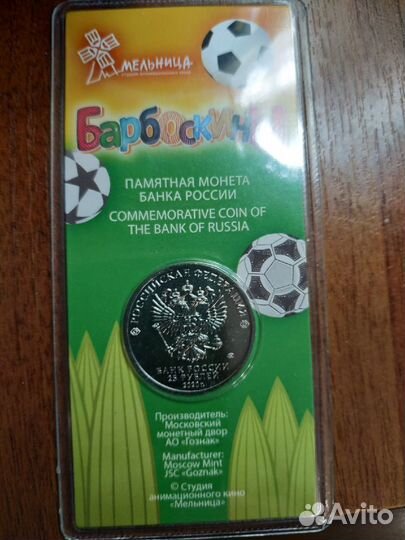 МЕЛЬНИЦА
Барбоскины
ПАМЯТНАЯ МОНЕТА
БАНКА РОССИИ
COMMEMORATIVE COIN OF
THE BANK OF RUSSIA
РОССИЙСКАЯ ФЕДЕРАЦИЯ
БАНК РОССИИ
25 РУБЛЕЙ
2020 г.
Производитель:
Московский
монетный двор
АО «Гознак»
Manufacturer:
Moscow Mint
JSC «Goznak»
© Студия
анимационного кино
«Мельница»
Avito